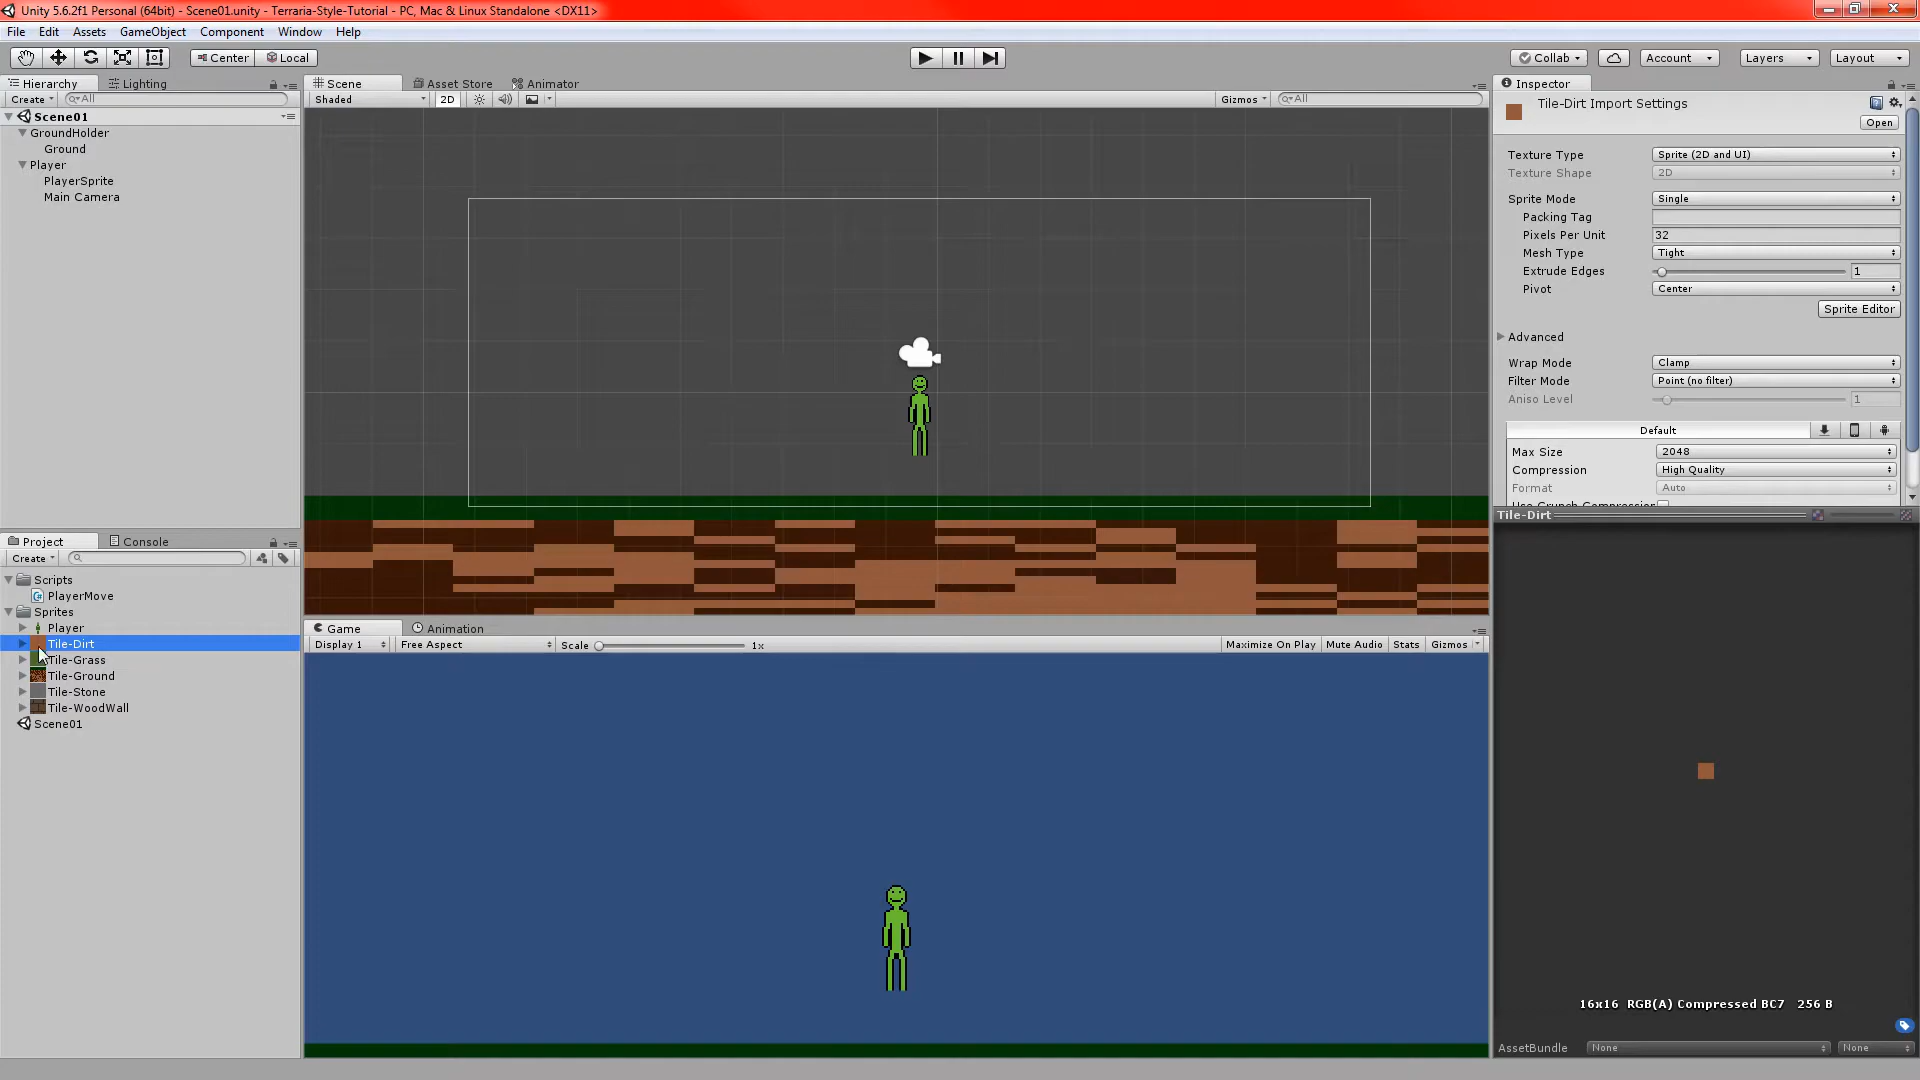 Unity 5.6.2f1 Personal (64bit) - Scene01.unity - Terraria-Style-Tutorial - PC, Mac & Linux Standalone <DX11>
File Edit Assets GameObject Component Window Help
Center Local Collab Account Layers Layout
Hierarchy Lighting Scene Asset Store Animator Inspector
Create All Shaded 2D Gizmos All
Tile-Dirt Import Settings
Open
Scene01
GroundHolder
Ground
Player
PlayerSprite
Main Camera
Texture Type Sprite (2D and UI)
Texture Shape 2D
Sprite Mode Single
Packing Tag
Pixels Per Unit 32
Mesh Type Tight
Extrude Edges 1
Pivot Center
Sprite Editor
Advanced
Wrap Mode Clamp
Filter Mode Point (no filter)
Aniso Level 1
Default
Max Size 2048
Compression High Quality
Format Auto
Use Crunch Compression
Tile-Dirt
Project Console
Create
Scripts
PlayerMove
Sprites
Player
Tile-Dirt
Tile-Grass
Tile-Ground
Tile-Stone
Tile-WoodWall
Scene01
Game Animation
Display 1 Free Aspect Scale 1x Maximize On Play Mute Audio Stats Gizmos
16x16 RGB(A) Compressed BC7 256 B
AssetBundle None None